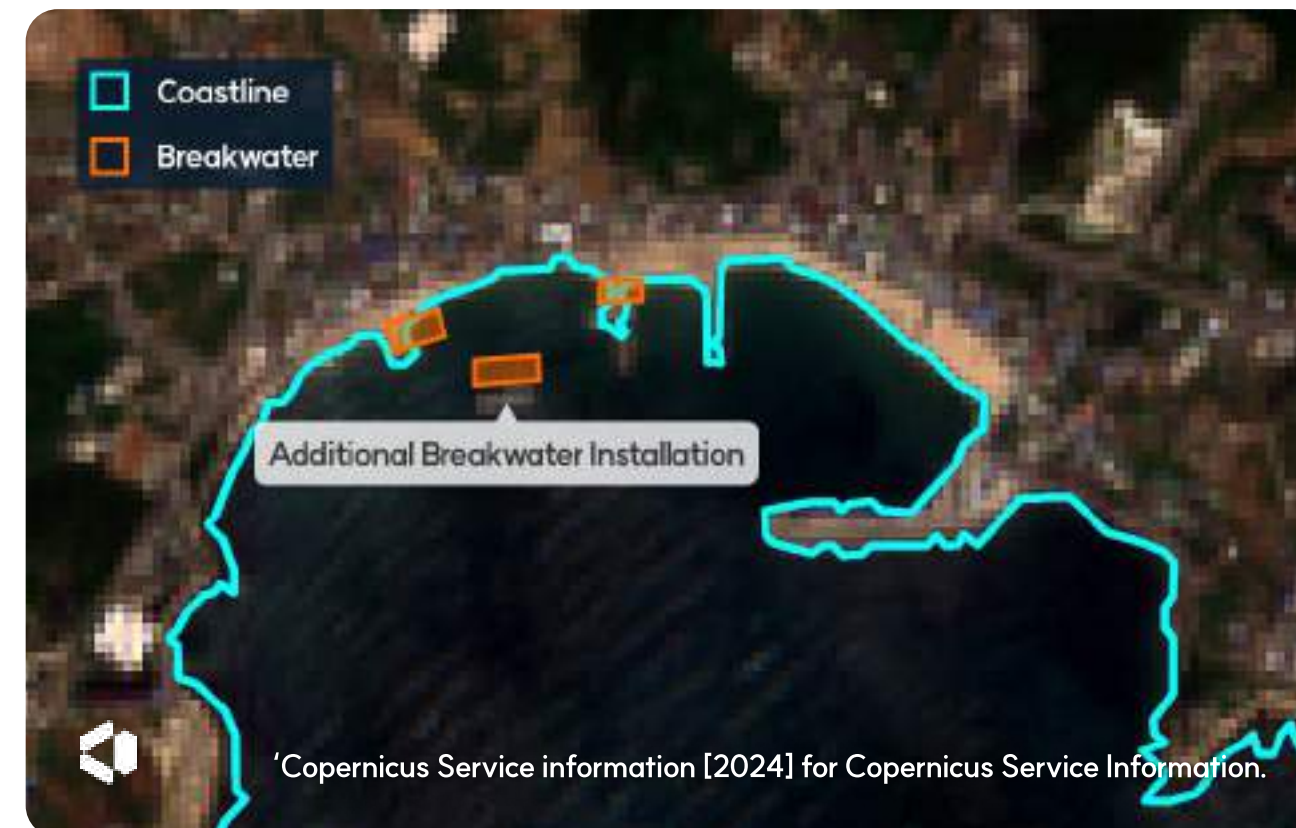 Coastline
Breakwater
Additional Breakwater Installation
‘Copernicus Service information [2024] for Copernicus Service Information.